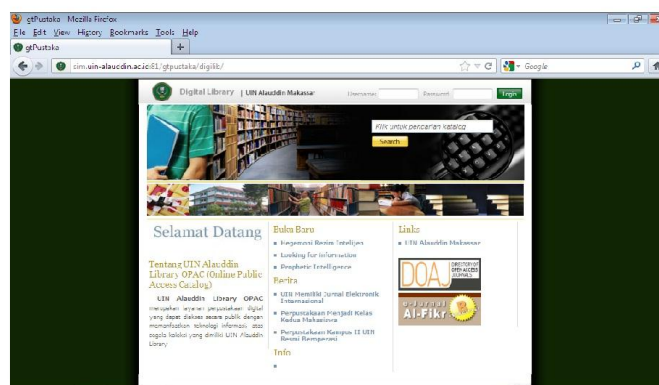 gtPustaka - Mozilla Firefox
File Edit View History Bookmarks Tools Help
gtPustaka
+
sim.uin-alauddin.ac.id:81/gtpustaka/digilib/
Google
Digital Library | UIN Alauddin Makassar
Username
Password
Login
Klik untuk pencarian katalog
Search
Selamat Datang
Tentang UIN Alauddin
Library OPAC (Online Public
Access Catalog)
UIN Alauddin Library OPAC
merupakan layanan perpustakaan digital
yang dapat diakses secara publik dengan
memanfaatkan teknologi informasi, atas
segala koleksi yang dimiliki UIN Alauddin
Library
Buku Baru
Hegemoni Rezim Intelijen
Looking for information
Prophetic Intelligence
Berita
UIN Memiliki Jurnal Elektronik
Internasional
Perpustakaan Menjadi Kelas
Kedua Mahasiswa
Perpustakaan Kampus II UIN
Resmi Beroperasi
Info
Links
UIN Alauddin Makassar
DOAJ DIRECTORY OF
OPEN ACCESS
JOURNALS
e-Jurnal
Al-Fikr